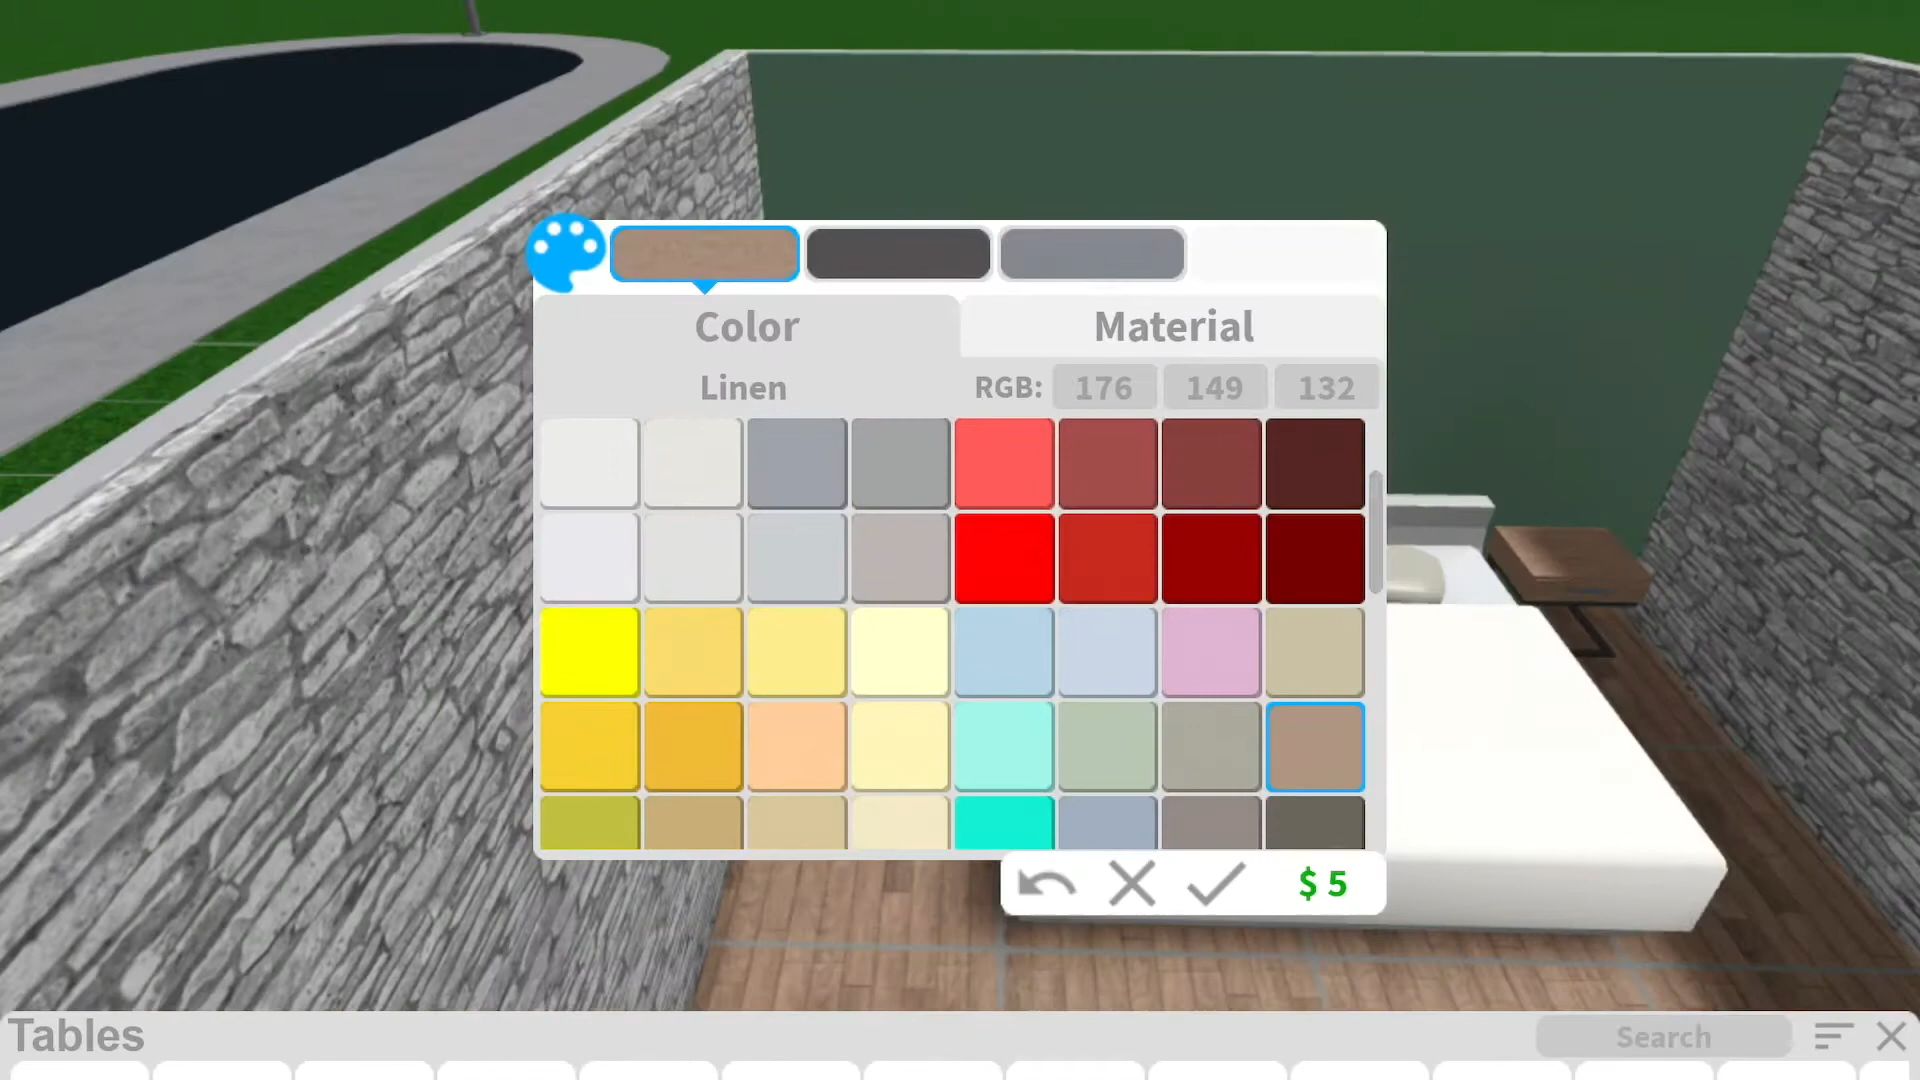 Color
Material
Linen
RGB: 176 149 132
$ 5
Tables
Search